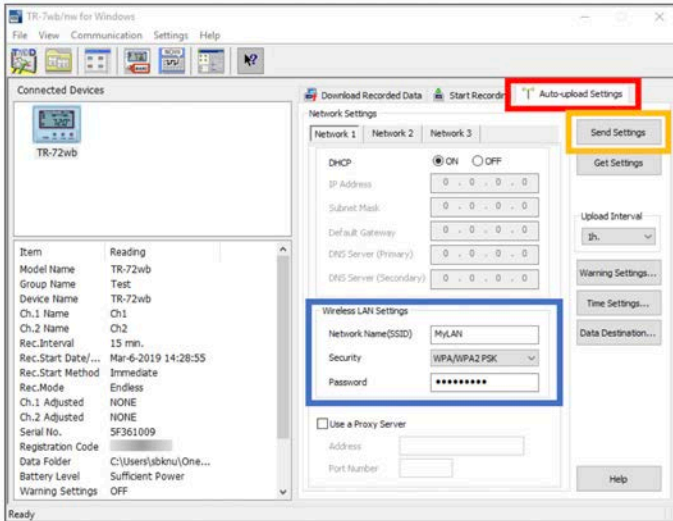 TR-7wb/nw for Windows
File View Communication Settings Help
Connected Devices
TR-72wb
Download Recorded Data Start Recordin Auto-upload Settings
Network Settings
Network 1 Network 2 Network 3
DHCP ON OFF
IP Address 0 . 0 . 0 . 0
Subnet Mask 0 . 0 . 0 . 0
Default Gateway 0 . 0 . 0 . 0
DNS Server (Primary) 0 . 0 . 0 . 0
DNS Server (Secondary) 0 . 0 . 0 . 0
Wireless LAN Settings
Network Name(SSID) MyLAN
Security WPA/WPA2 PSK
Password •••••••••
Use a Proxy Server
Address
Port Number
Send Settings
Get Settings
Upload Interval
1h.
Warning Settings...
Time Settings...
Data Destination...
Help
Item Reading
Model Name TR-72wb
Group Name Test
Device Name TR-72wb
Ch.1 Name Ch1
Ch.2 Name Ch2
Rec.Interval 15 min.
Rec.Start Date/... Mar-6-2019 14:28:55
Rec.Start Method Immediate
Rec.Mode Endless
Ch.1 Adjusted NONE
Ch.2 Adjusted NONE
Serial No. 5F361009
Registration Code
Data Folder C:\Users\sbknu\One...
Battery Level Sufficient Power
Warning Settings OFF
Ready